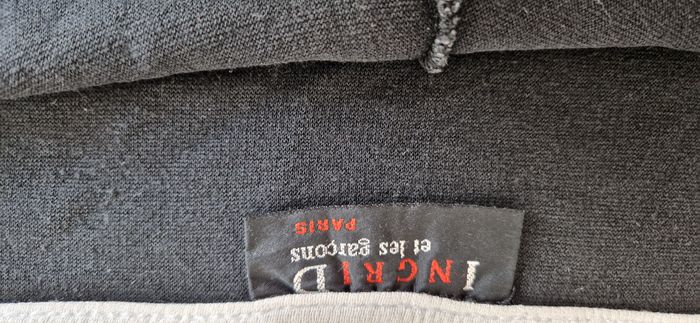 INGRID
et les garçons
PARIS